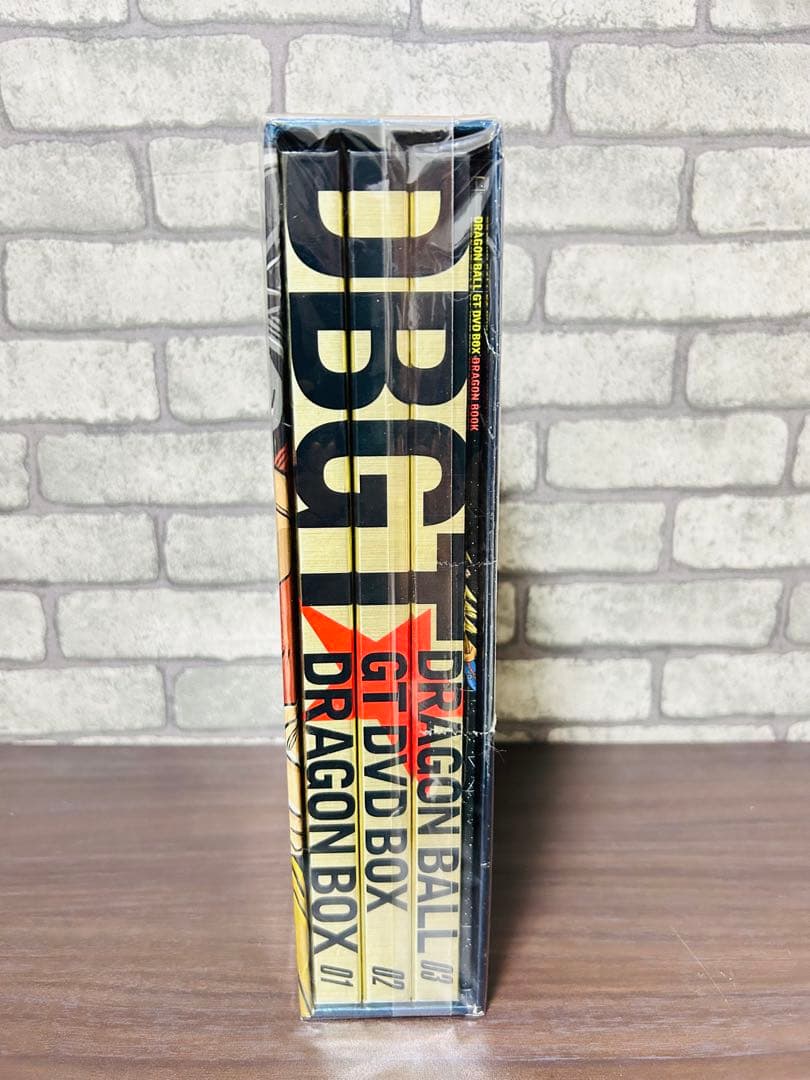 DBGT
DRAGON BALL
GT DVD BOX
DRAGON BOX
01
02
03
DRAGON BALL GT DVD BOX DRAGON BOOK